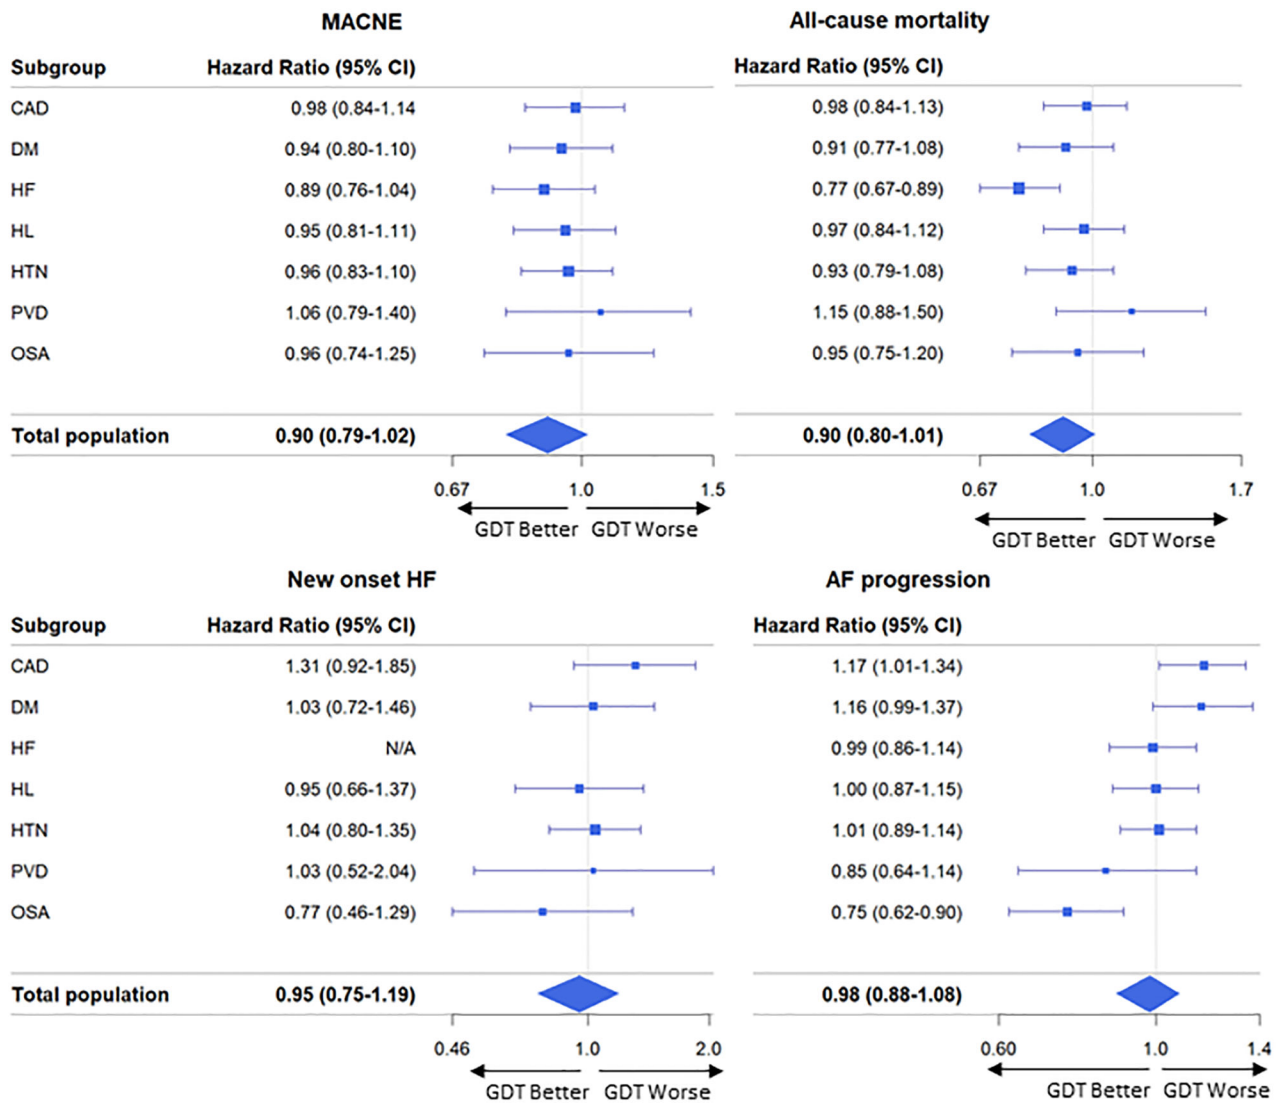 MACNE All-cause mortality
Subgroup Hazard Ratio (95% CI) Hazard Ratio (95% CI)
CAD 0.98 (0.84-1.14 0.98 (0.84-1.13)
DM 0.94 (0.80-1.10) 0.91 (0.77-1.08)
HF 0.89 (0.76-1.04) 0.77 (0.67-0.89)
HL 0.95 (0.81-1.11) 0.97 (0.84-1.12)
HTN 0.96 (0.83-1.10) 0.93 (0.79-1.08)
PVD 1.06 (0.79-1.40) 1.15 (0.88-1.50)
OSA 0.96 (0.74-1.25) 0.95 (0.75-1.20)
Total population 0.90 (0.79-1.02) 0.90 (0.80-1.01)
0.67 1.0 1.5 0.67 1.0 1.7
GDT Better GDT Worse GDT Better GDT Worse
New onset HF AF progression
Subgroup Hazard Ratio (95% CI) Hazard Ratio (95% CI)
CAD 1.31 (0.92-1.85) 1.17 (1.01-1.34)
DM 1.03 (0.72-1.46) 1.16 (0.99-1.37)
HF N/A 0.99 (0.86-1.14)
HL 0.95 (0.66-1.37) 1.00 (0.87-1.15)
HTN 1.04 (0.80-1.35) 1.01 (0.89-1.14)
PVD 1.03 (0.52-2.04) 0.85 (0.64-1.14)
OSA 0.77 (0.46-1.29) 0.75 (0.62-0.90)
Total population 0.95 (0.75-1.19) 0.98 (0.88-1.08)
0.46 1.0 2.0 0.60 1.0 1.4
GDT Better GDT Worse GDT Better GDT Worse